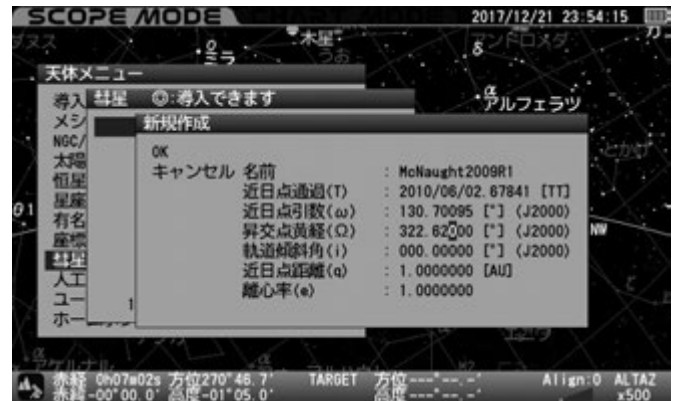 SCOPE MODE
2017/12/21 23:54:15
木星
うお
ミラ
アンドロメダ
δ
α
アルフェラツ
とかげ
天体メニュー
導入
彗星 ◎:導入できます
メシ
新規作成
NGC/
太陽
恒星
星座
有名
座標
彗星
人工
ユー
ホー
OK
キャンセル
名前 : McNaught2009R1
近日点通過(T) : 2010/06/02.67841 [TT]
近日点引数(ω) : 130.70095 [°] (J2000)
昇交点黄経(Ω) : 322.62000 [°] (J2000)
軌道傾斜角(i) : 000.00000 [°] (J2000)
近日点距離(q) : 1.0000000 [AU]
離心率(e) : 1.0000000
1
NW
α
赤経 0h07m02s 方位270°46.7' TARGET 方位---°--.-' Align:0 ALTAZ
赤緯-00°00.0' 高度-01°05.0' 高度---°--.-' x500